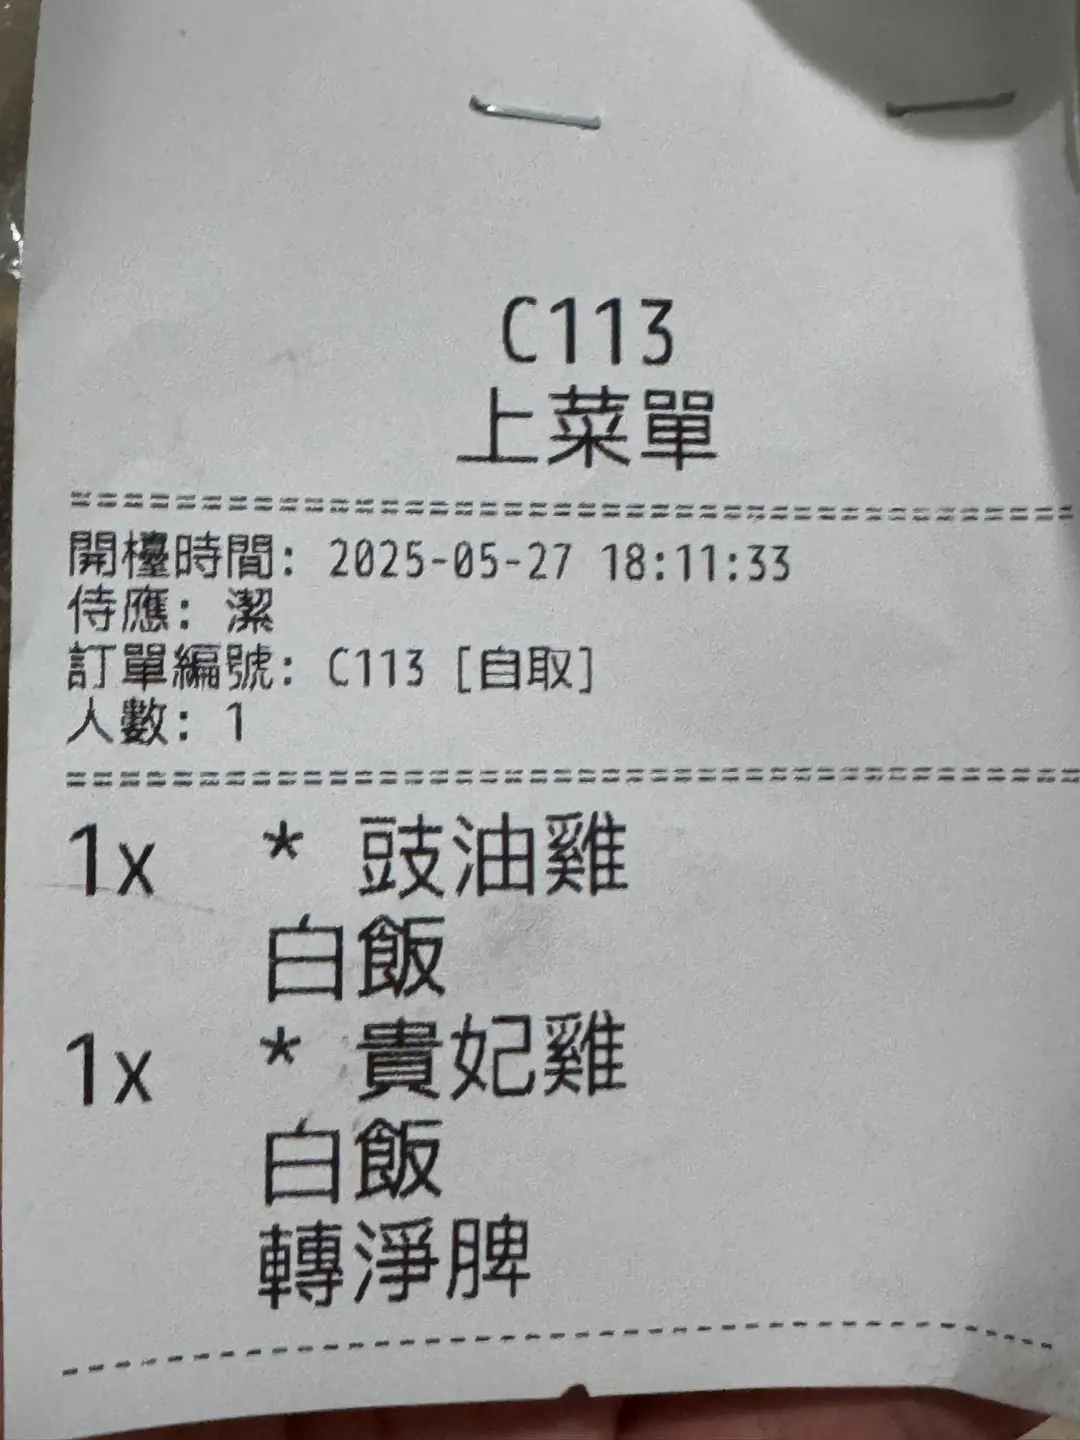 C113
上菜單
==========================================
開檯時間: 2025-05-27 18:11:33
侍應: 潔
訂單編號: C113 [自取]
人數: 1
==========================================
1x * 豉油雞
白飯
1x * 貴妃雞
白飯
轉淨脾
------------------------------------------